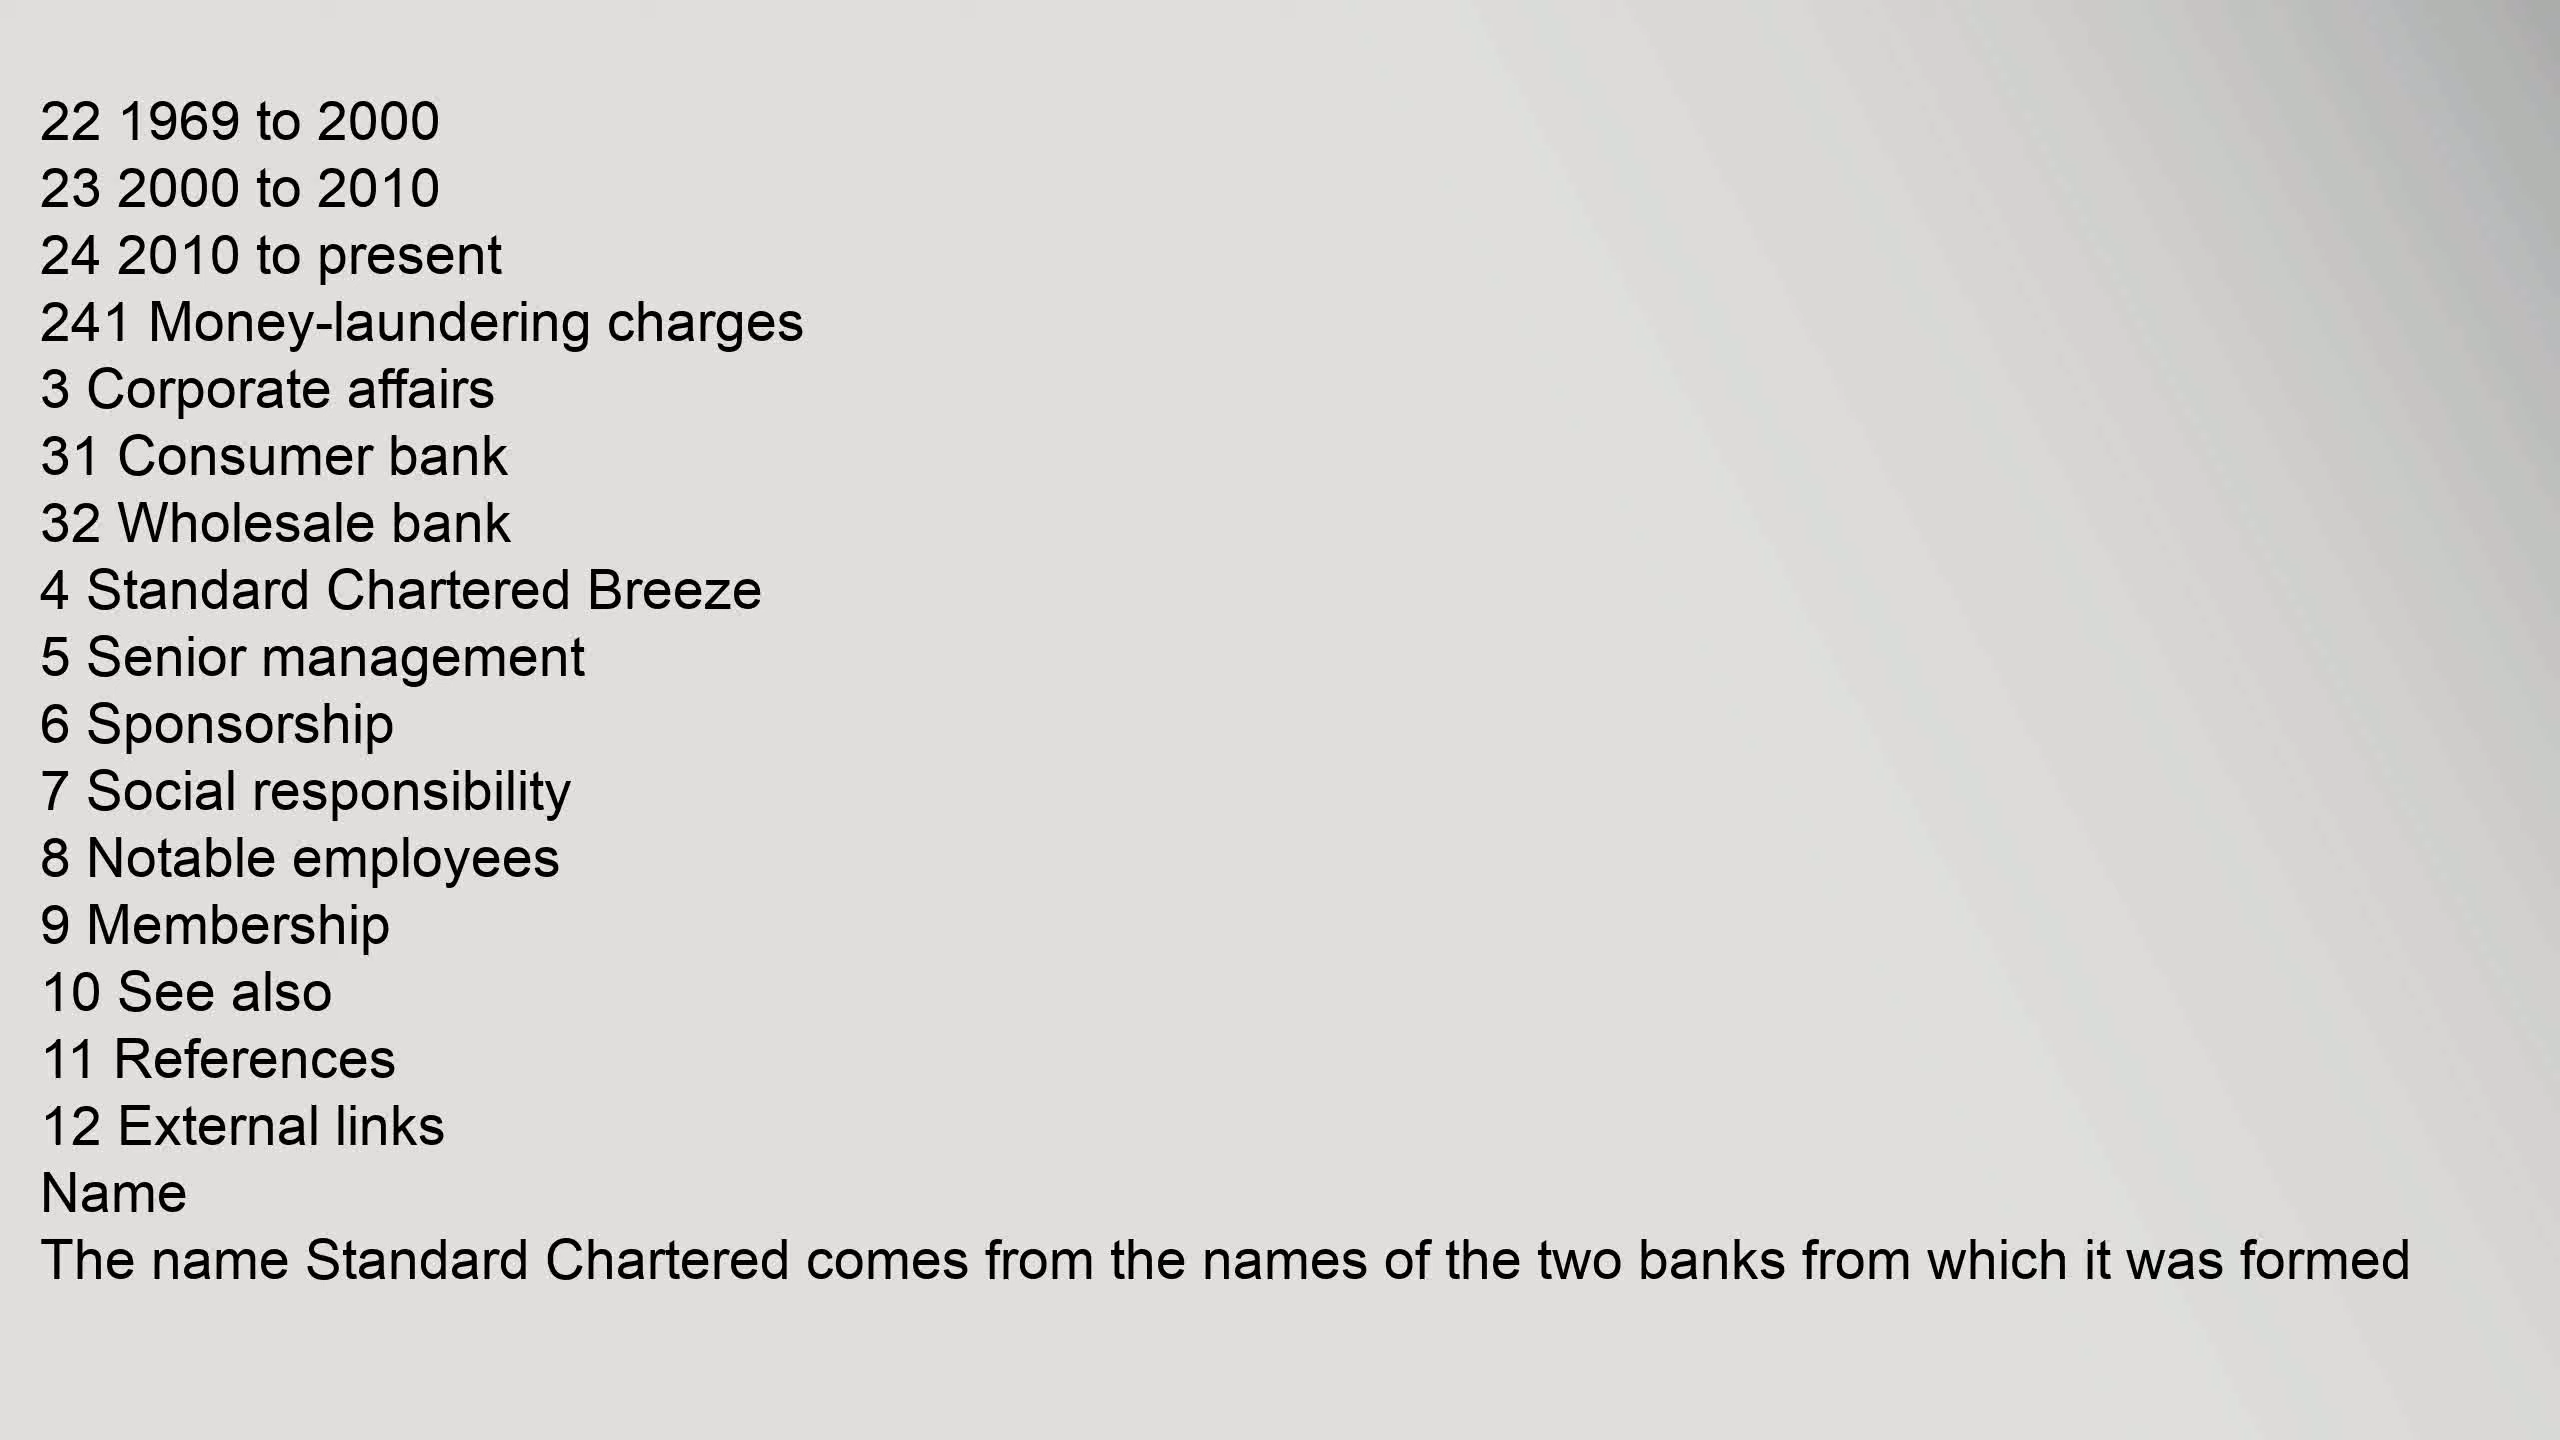 22 1969 to 2000
23 2000 to 2010
24 2010 to present
241 Money-laundering charges
3 Corporate affairs
31 Consumer bank
32 Wholesale bank
4 Standard Chartered Breeze
5 Senior management
6 Sponsorship
7 Social responsibility
8 Notable employees
9 Membership
10 See also
11 References
12 External links
Name
The name Standard Chartered comes from the names of the two banks from which it was formed